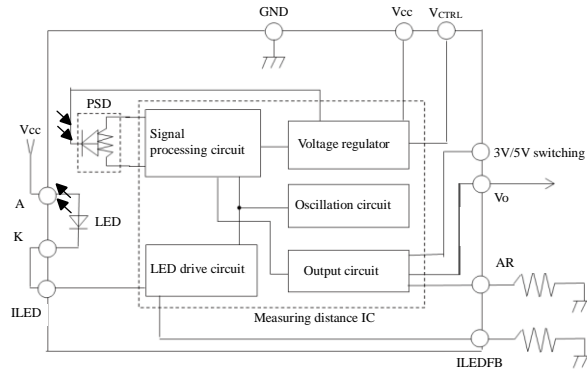 GND
Vcc
VCTRL
PSD
Signal
processing circuit
Voltage regulator
Vcc
3V/5V switching
A
LED
Oscillation circuit
Vo
K
LED drive circuit
Output circuit
AR
ILED
Measuring distance IC
ILEDFB